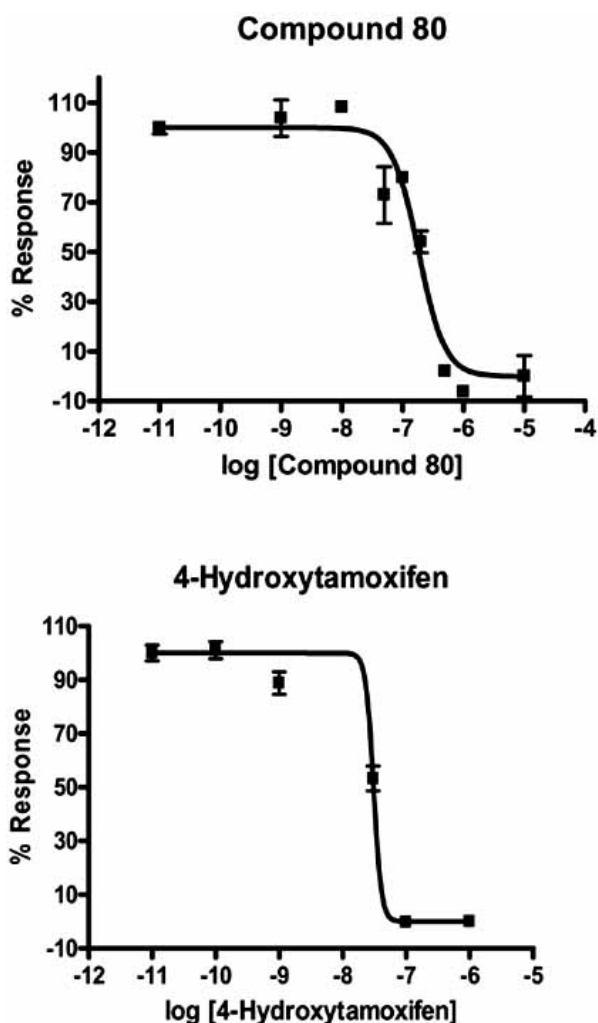 Compound 80
110
90
70
50
30
10
-10
% Response
-12 -11 -10 -9 -8 -7 -6 -5 -4
log [Compound 80]
4-Hydroxytamoxifen
110
90
70
50
30
10
-10
% Response
-12 -11 -10 -9 -8 -7 -6 -5
log [4-Hydroxytamoxifen]